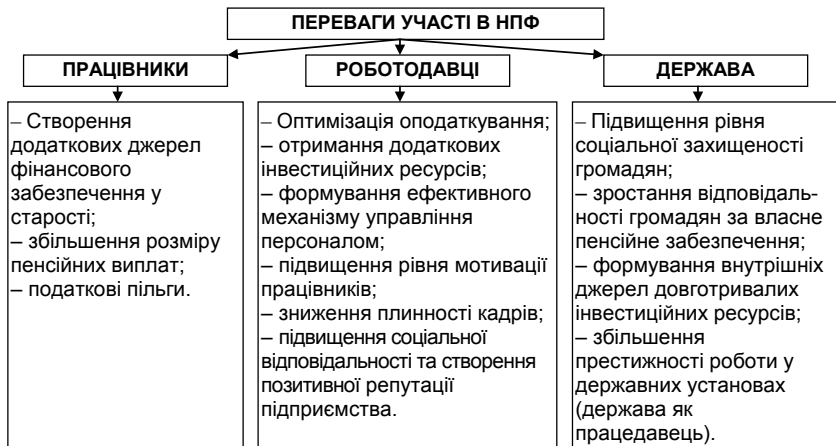 ПЕРЕВАГИ УЧАСТІ В НПФ
ПРАЦІВНИКИ
– Створення
додаткових джерел
фінансового
забезпечення у
старості;
– збільшення розміру
пенсійних виплат;
– податкові пільги.
РОБОТОДАВЦІ
– Оптимізація оподаткування;
– отримання додаткових
інвестиційних ресурсів;
– формування ефективного
механізму управління
персоналом;
– підвищення рівня мотивації
працівників;
– зниження плинності кадрів;
– підвищення соціальної
відповідальності та створення
позитивної репутації
підприємства.
ДЕРЖАВА
– Підвищення рівня
соціальної захищеності
громадян;
– зростання відповідаль-
ності громадян за власне
пенсійне забезпечення;
– формування внутрішніх
джерел довготривалих
інвестиційних ресурсів;
– збільшення
престижності роботи у
державних установах
(держава як
працедавець).